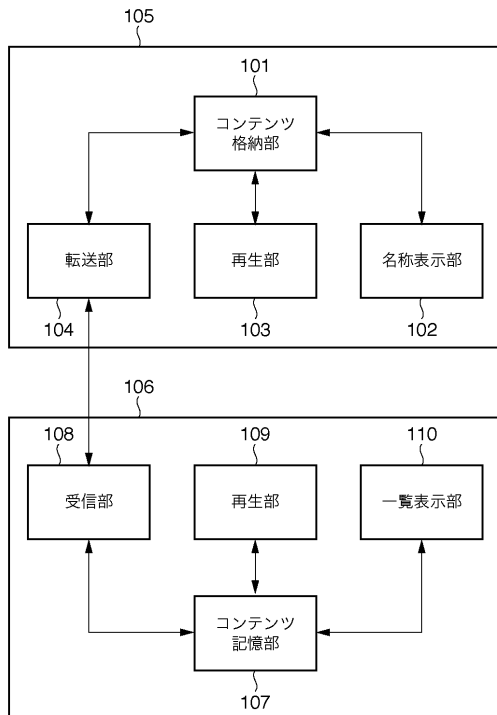 105
101
コンテンツ
格納部
転送部
再生部
名称表示部
104
103
102
106
108
109
110
受信部
再生部
一覧表示部
コンテンツ
記憶部
107